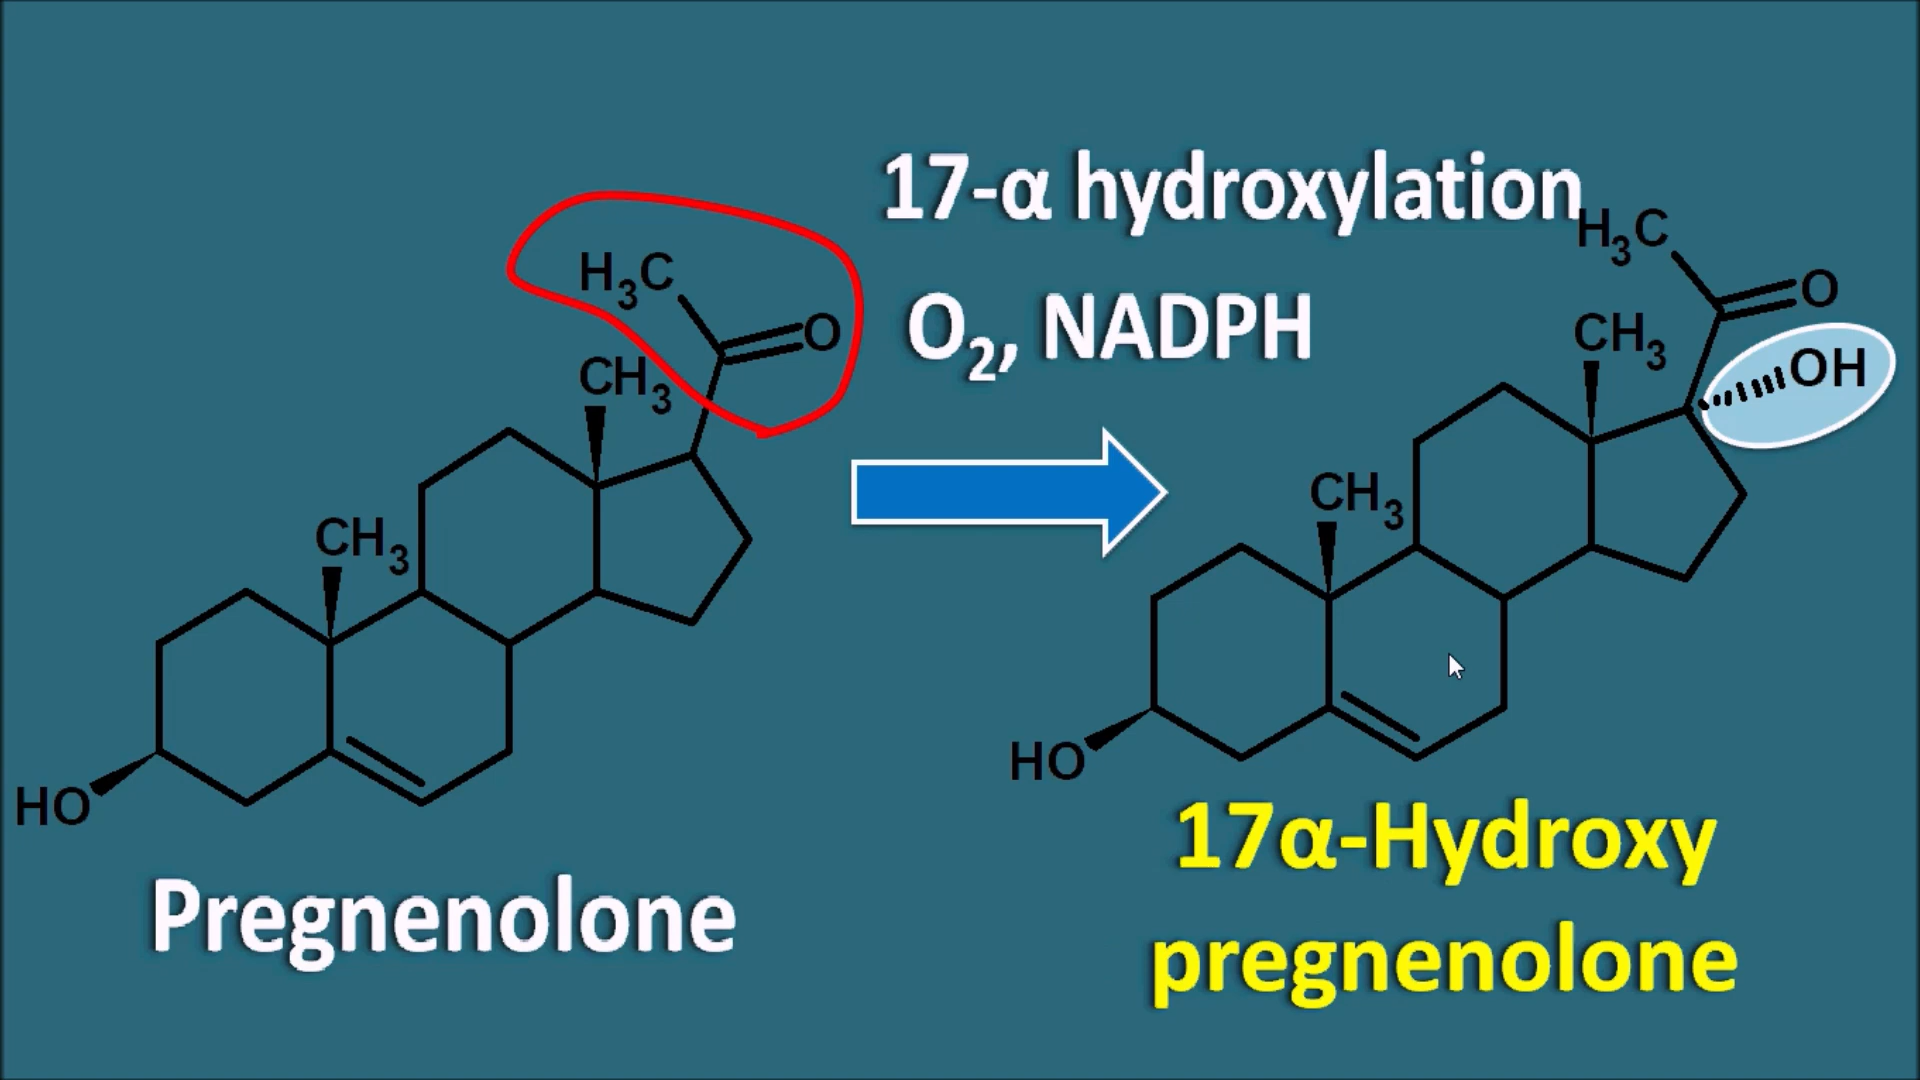 17-α hydroxylation
O₂, NADPH
H₃C
O
CH₃
CH₃
HO
Pregnenolone
H₃C
O
OH
CH₃
CH₃
HO
17α-Hydroxy
pregnenolone